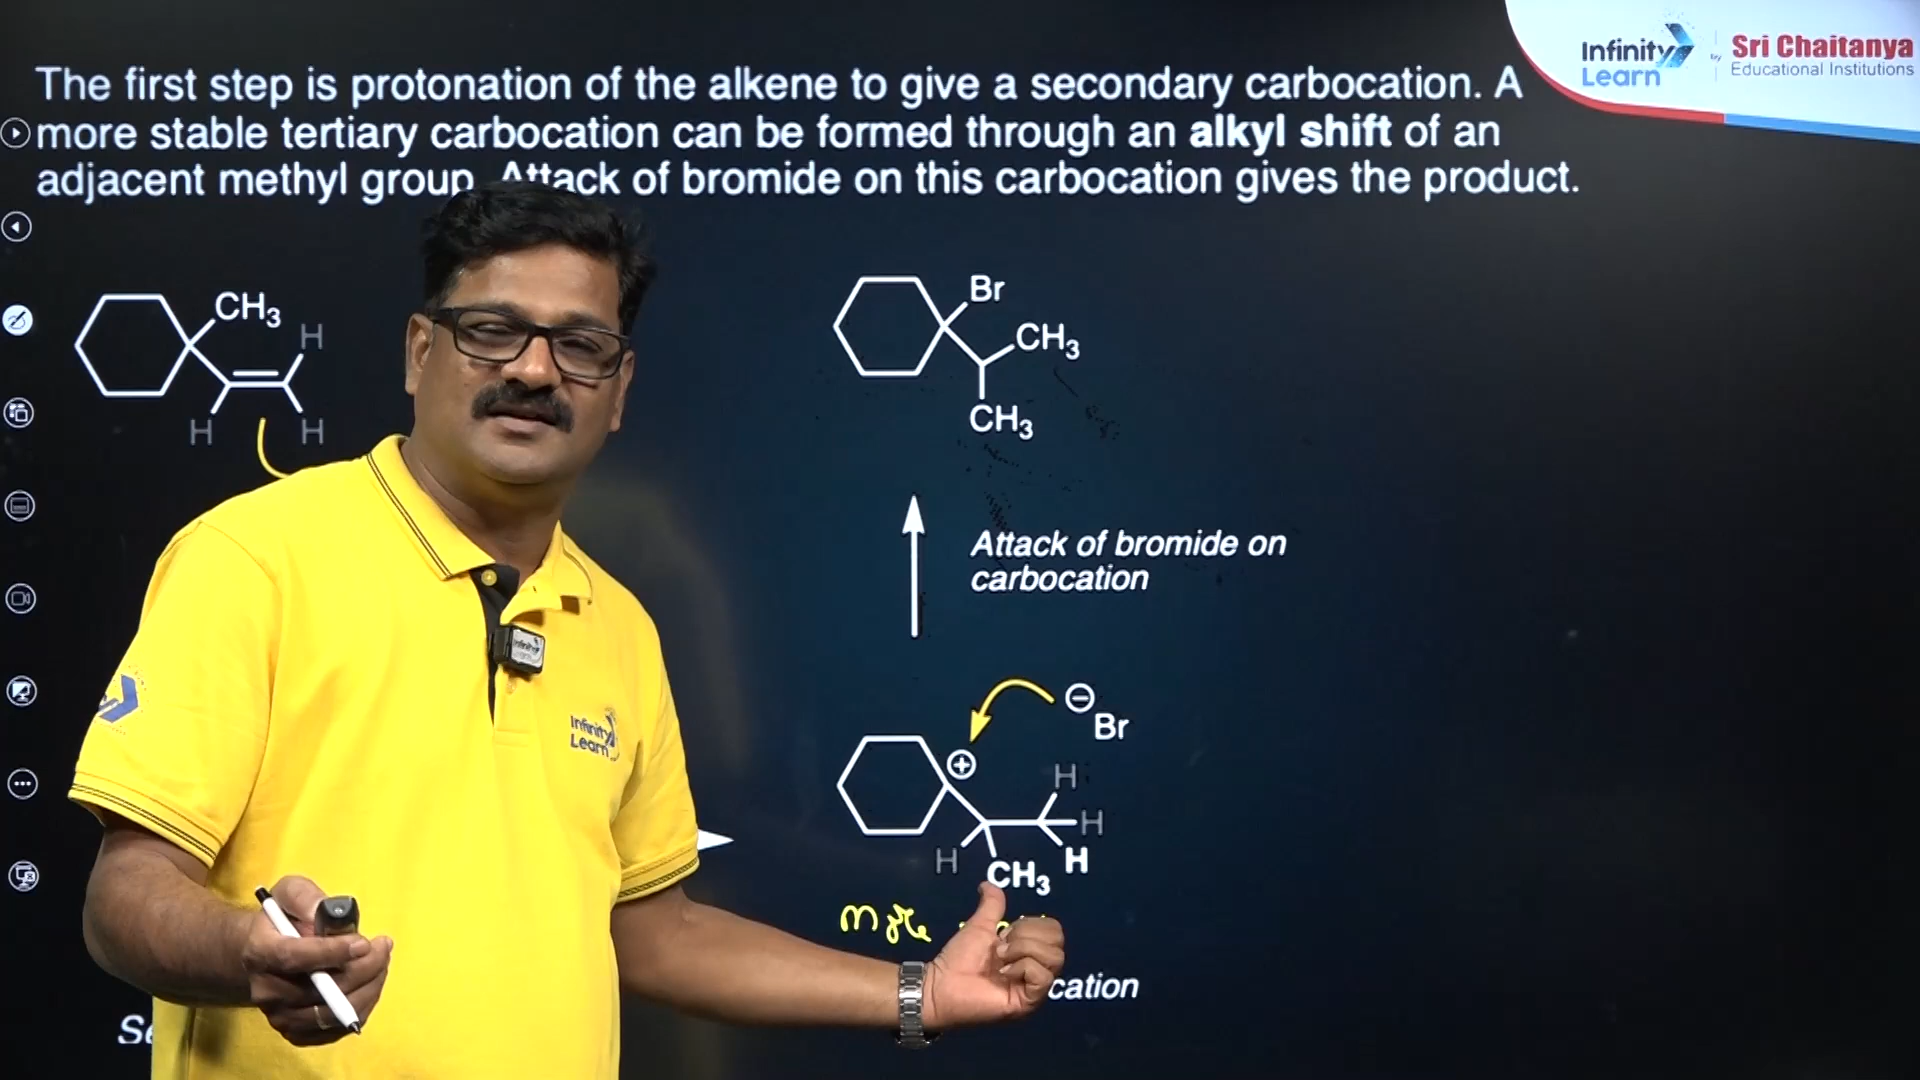 Infinity Learn by Sri Chaitanya Educational Institutions
The first step is protonation of the alkene to give a secondary carbocation. A
more stable tertiary carbocation can be formed through an alkyl shift of an
adjacent methyl group. Attack of bromide on this carbocation gives the product.
CH3
H
H
H
Br
CH3
CH3
Attack of bromide on
carbocation
Br
H
H
H
H
CH3
Infinity
Learn
more
cation